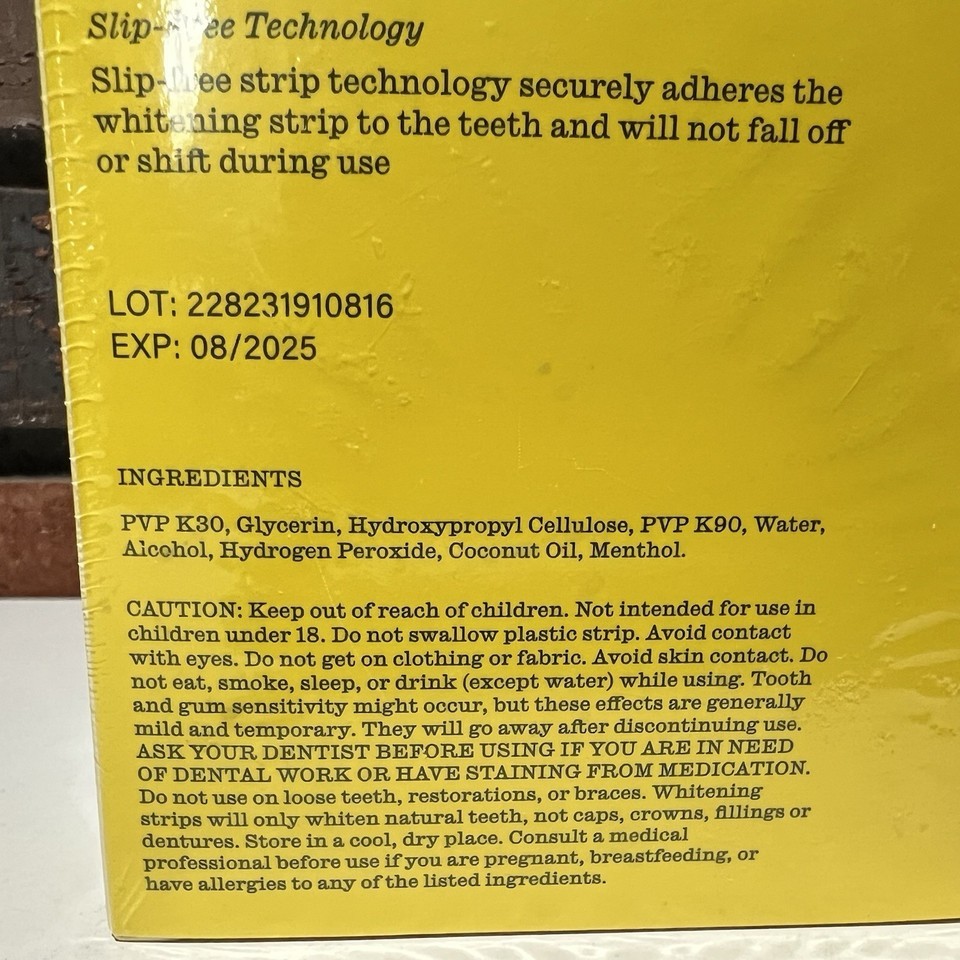 Slip-free Technology
Slip-free strip technology securely adheres the
whitening strip to the teeth and will not fall off
or shift during use
LOT: 228231910816
EXP: 08/2025
INGREDIENTS
PVP K30, Glycerin, Hydroxypropyl Cellulose, PVP K90, Water,
Alcohol, Hydrogen Peroxide, Coconut Oil, Menthol.
CAUTION: Keep out of reach of children. Not intended for use in
children under 18. Do not swallow plastic strip. Avoid contact
with eyes. Do not get on clothing or fabric. Avoid skin contact. Do
not eat, smoke, sleep, or drink (except water) while using. Tooth
and gum sensitivity might occur, but these effects are generally
mild and temporary. They will go away after discontinuing use.
ASK YOUR DENTIST BEFORE USING IF YOU ARE IN NEED
OF DENTAL WORK OR HAVE STAINING FROM MEDICATION.
Do not use on loose teeth, restorations, or braces. Whitening
strips will only whiten natural teeth, not caps, crowns, fillings or
dentures. Store in a cool, dry place. Consult a medical
professional before use if you are pregnant, breastfeeding, or
have allergies to any of the listed ingredients.